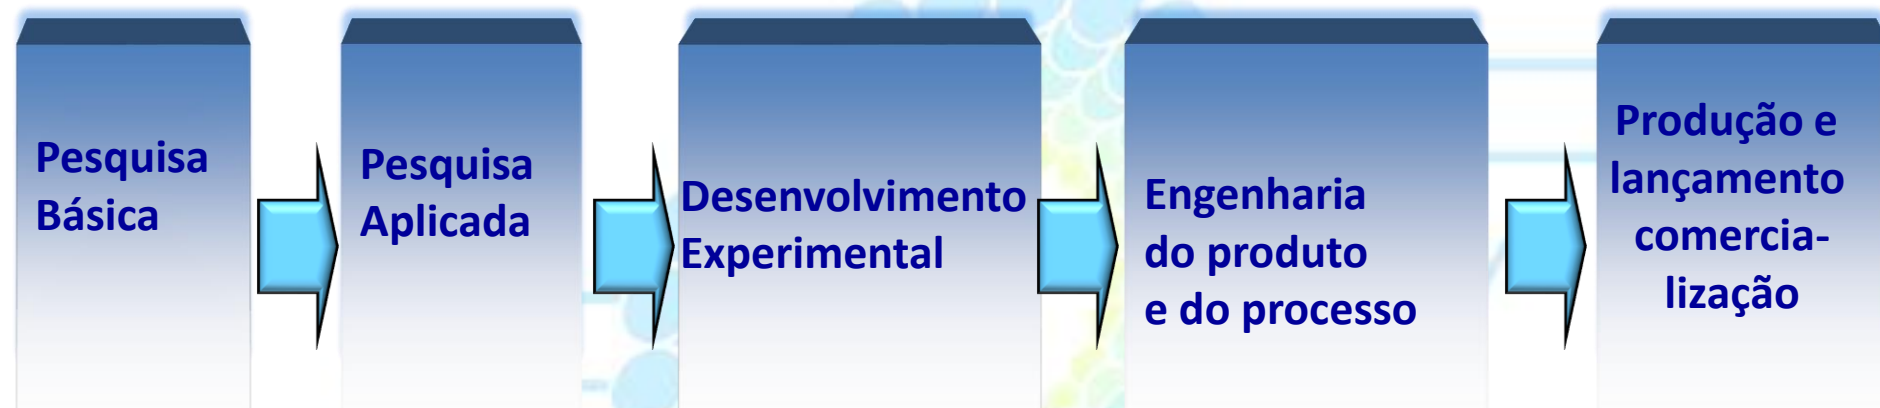 Pesquisa
Básica
Pesquisa
Aplicada
Desenvolvimento
Experimental
Engenharia
do produto
e do processo
Produção e
lançamento
comercia-
lização